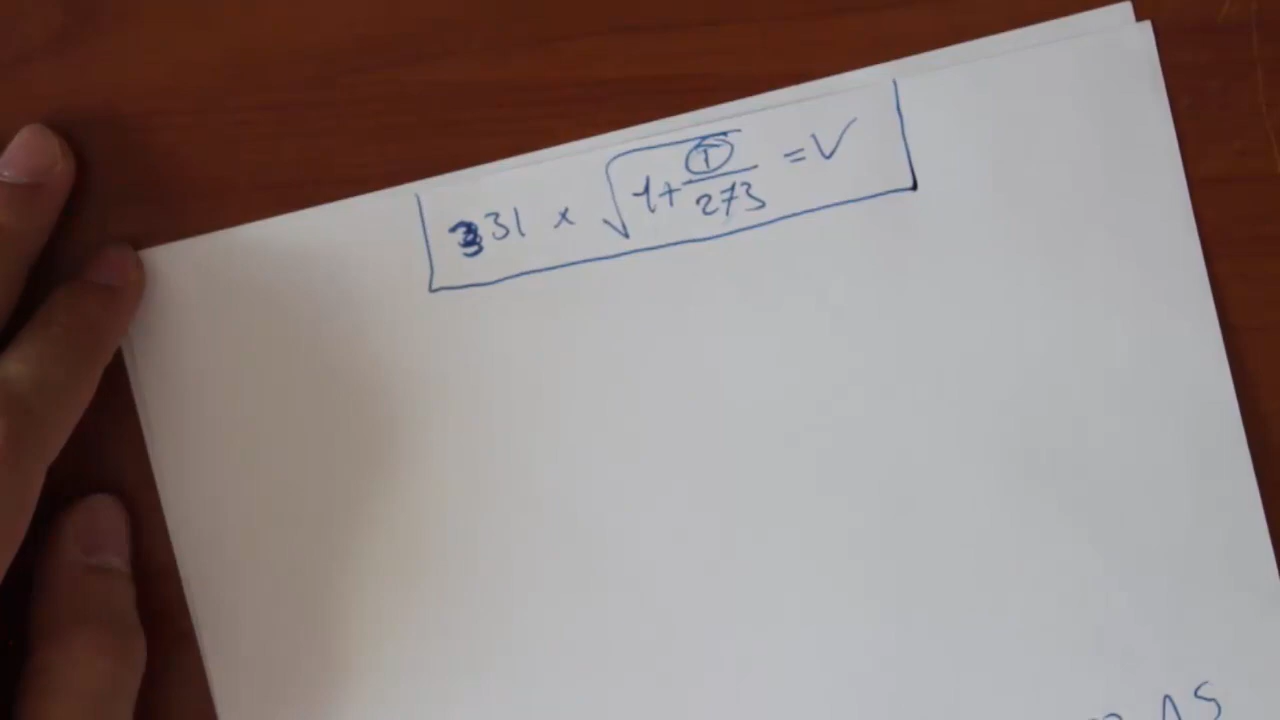 331 x √1+T/273 = V